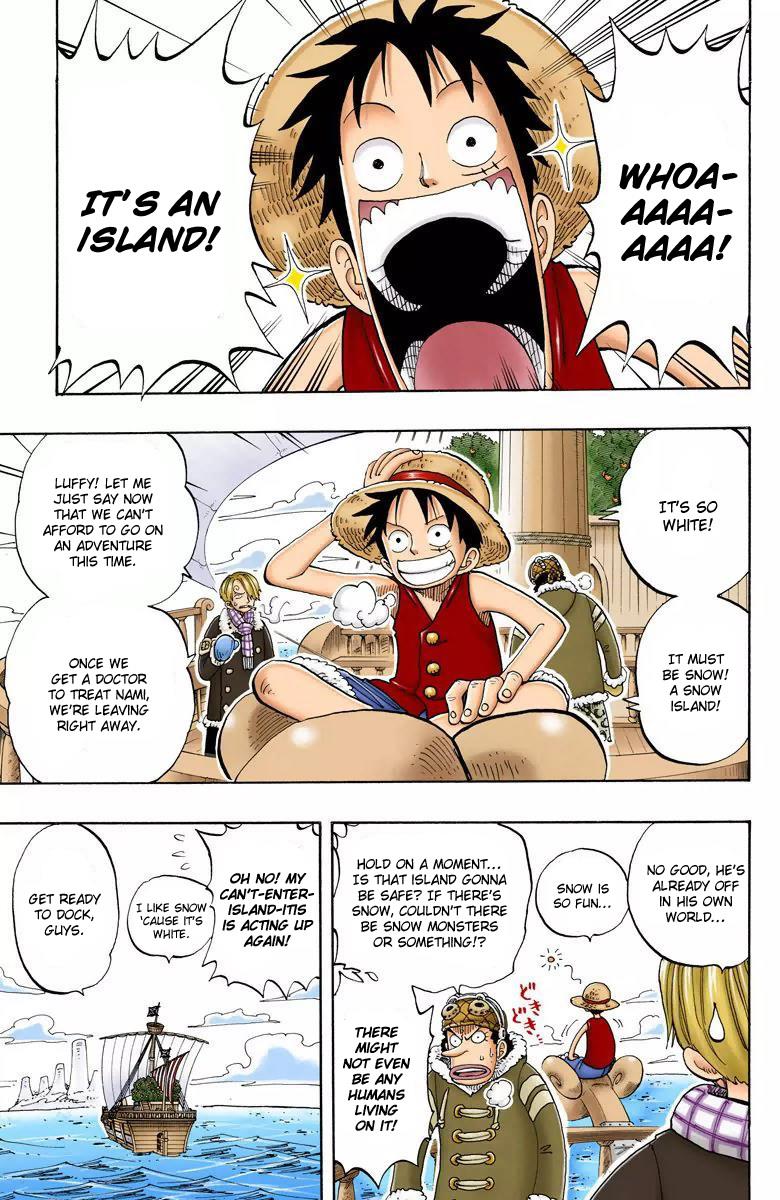 WHOA-
AAAA-
AAAA!
IT'S AN
ISLAND!
IT'S SO
WHITE!
IT MUST
BE SNOW!
A SNOW
ISLAND!
LUFFY! LET ME
JUST SAY NOW
THAT WE CAN'T
AFFORD TO GO ON
AN ADVENTURE
THIS TIME.
ONCE WE
GET A DOCTOR
TO TREAT NAMI,
WE'RE LEAVING
RIGHT AWAY.
NO GOOD, HE'S
ALREADY OFF
IN HIS OWN
WORLD...
SNOW IS
SO FUN...
HOLD ON A MOMENT...
IS THAT ISLAND GONNA
BE SAFE? IF THERE'S
SNOW, COULDN'T THERE
BE SNOW MONSTERS
OR SOMETHING!?
どきどき
THERE
MIGHT
NOT EVEN
BE ANY
HUMANS
LIVING
ON IT!
OH NO! MY
CAN'T-ENTER-
ISLAND-ITIS
IS ACTING UP
AGAIN!
I LIKE SNOW
'CAUSE IT'S
WHITE.
GET READY
TO DOCK,
GUYS.